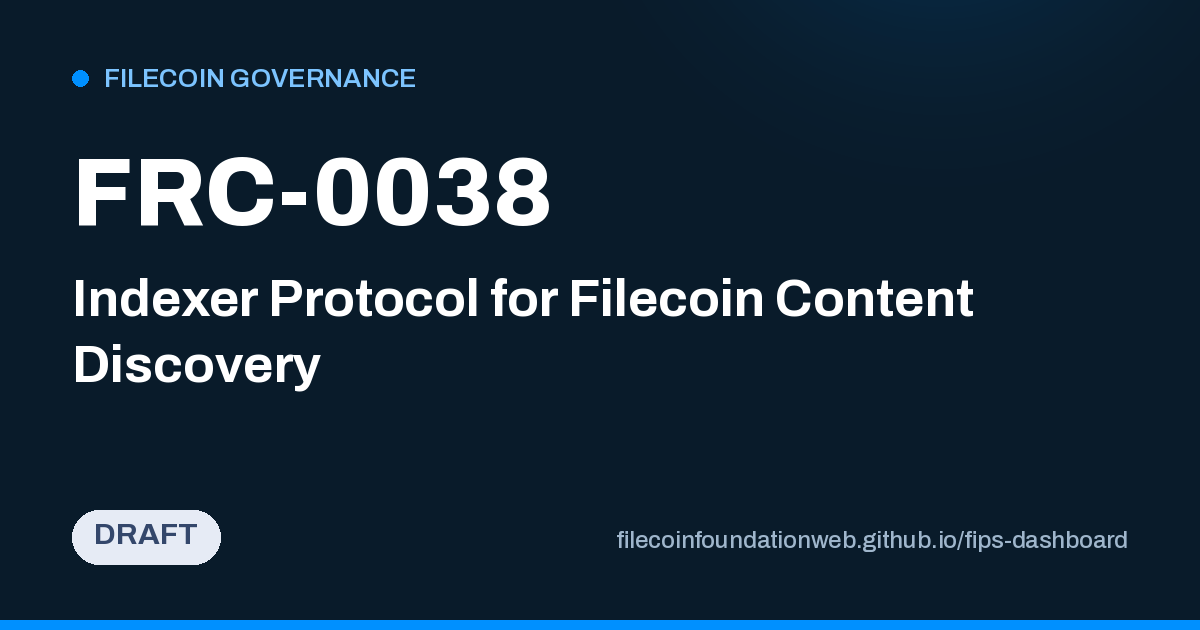 FILECOIN GOVERNANCE
FRC-0038
Indexer Protocol for Filecoin Content
Discovery
DRAFT
filecoinfoundationweb.github.io/fips-dashboard